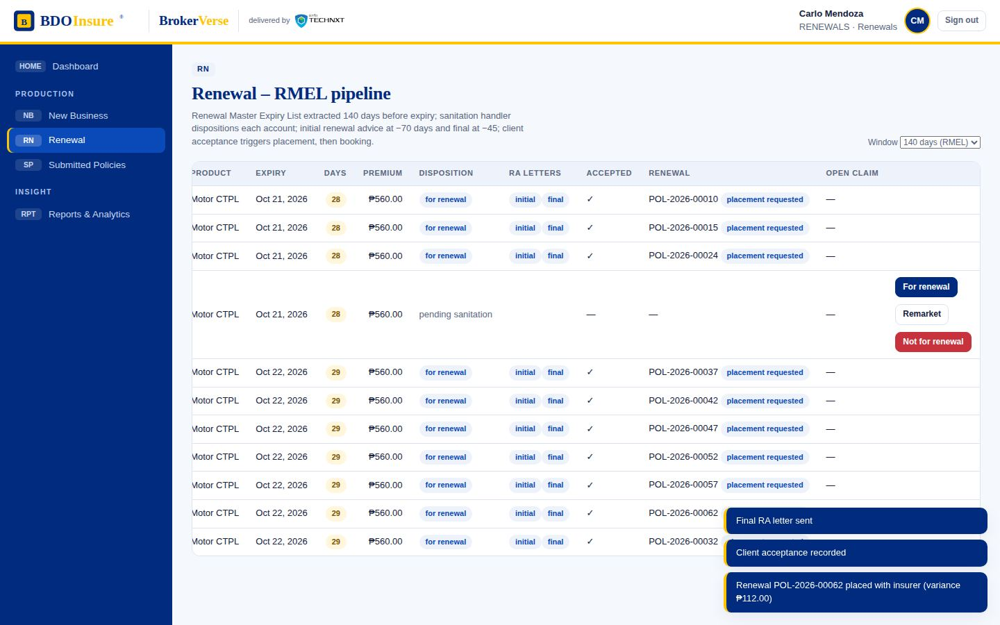 B BDOInsure ®
BrokerVerse
delivered by TECHNXT
Carlo Mendoza
RENEWALS · Renewals
CM
Sign out
HOME Dashboard
PRODUCTION
NB New Business
RN Renewal
SP Submitted Policies
INSIGHT
RPT Reports & Analytics
RN
Renewal – RMEL pipeline
Renewal Master Expiry List extracted 140 days before expiry; sanitation handler
dispositions each account; initial renewal advice at −70 days and final at −45; client
acceptance triggers placement, then booking.
Window 140 days (RMEL)
PRODUCT EXPIRY DAYS PREMIUM DISPOSITION RA LETTERS ACCEPTED RENEWAL OPEN CLAIM
Motor CTPL Oct 21, 2026 28 ₱560.00 for renewal initial final ✓ POL-2026-00010 placement requested —
Motor CTPL Oct 21, 2026 28 ₱560.00 for renewal initial final ✓ POL-2026-00015 placement requested —
Motor CTPL Oct 21, 2026 28 ₱560.00 for renewal initial final ✓ POL-2026-00024 placement requested —
Motor CTPL Oct 21, 2026 28 ₱560.00 pending sanitation — — —
For renewal
Remarket
Not for renewal
Motor CTPL Oct 22, 2026 29 ₱560.00 for renewal initial final ✓ POL-2026-00037 placement requested —
Motor CTPL Oct 22, 2026 29 ₱560.00 for renewal initial final ✓ POL-2026-00042 placement requested —
Motor CTPL Oct 22, 2026 29 ₱560.00 for renewal initial final ✓ POL-2026-00047 placement requested —
Motor CTPL Oct 22, 2026 29 ₱560.00 for renewal initial final ✓ POL-2026-00052 placement requested —
Motor CTPL Oct 22, 2026 29 ₱560.00 for renewal initial final ✓ POL-2026-00057 placement requested —
Motor CTPL Oct 22, 2026 29 ₱560.00 for renewal initial final ✓ POL-2026-00062
Motor CTPL Oct 22, 2026 29 ₱560.00 for renewal initial final ✓ POL-2026-00032
Final RA letter sent
Client acceptance recorded
Renewal POL-2026-00062 placed with insurer (variance
₱112.00)